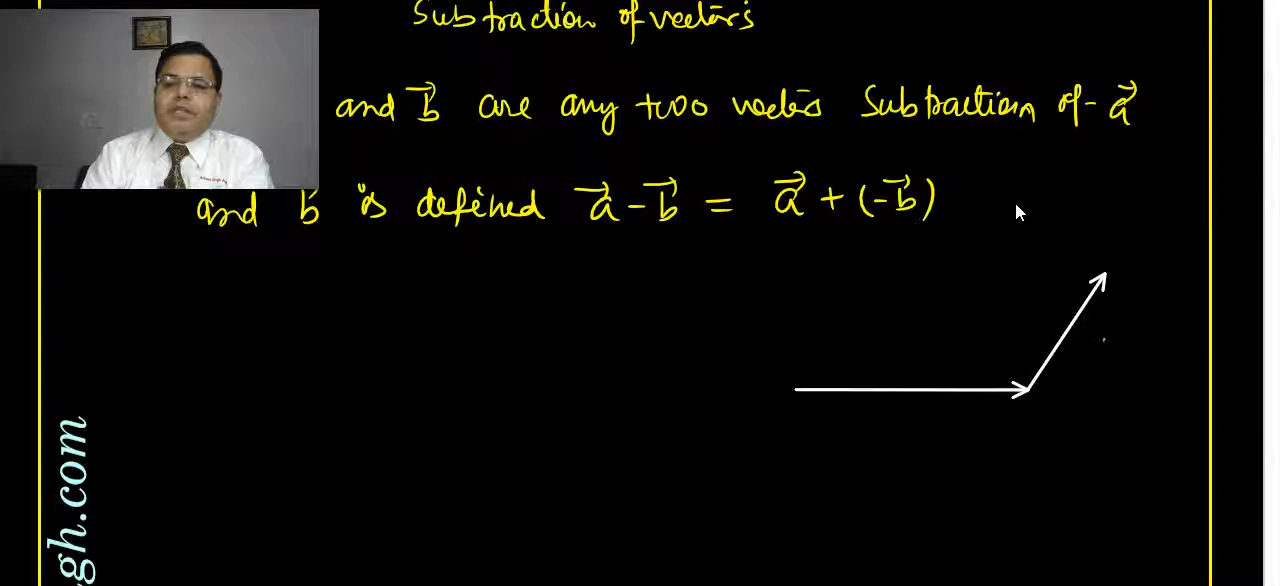 Subtraction of vectors
and b⃗ are any two vectors Subtraction of a⃗
and b⃗ is defined a⃗ - b⃗ = a⃗ + (-b⃗)
gh.com